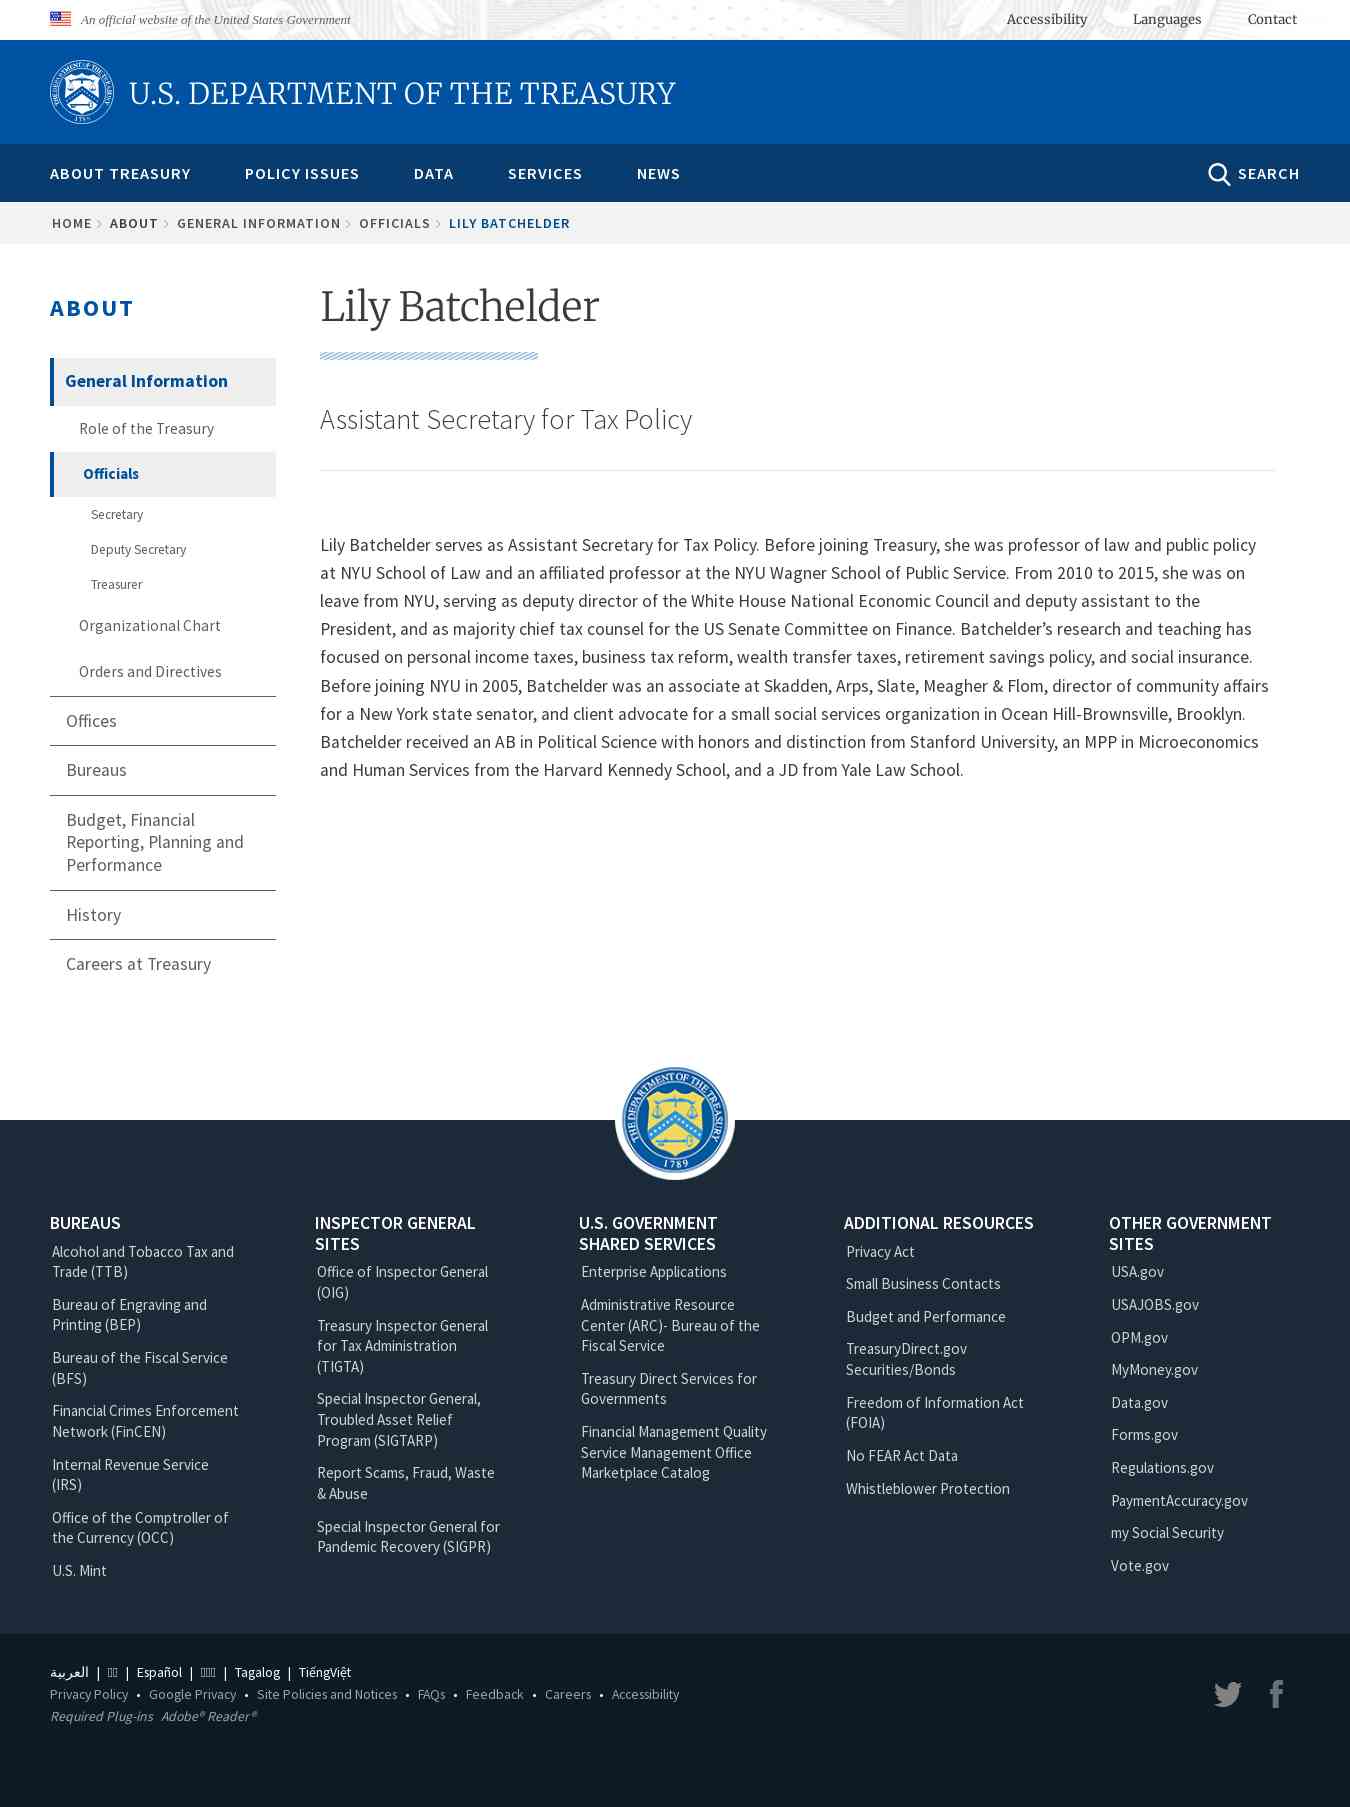 An official website of the United States Government
Accessibility Languages Contact
U.S. DEPARTMENT OF THE TREASURY
ABOUT TREASURY POLICY ISSUES DATA SERVICES NEWS SEARCH
HOME ABOUT GENERAL INFORMATION OFFICIALS LILY BATCHELDER
ABOUT
General Information
Role of the Treasury
Officials
Secretary
Deputy Secretary
Treasurer
Organizational Chart
Orders and Directives
Offices
Bureaus
Budget, Financial
Reporting, Planning and
Performance
History
Careers at Treasury
Lily Batchelder
Assistant Secretary for Tax Policy
Lily Batchelder serves as Assistant Secretary for Tax Policy. Before joining Treasury, she was professor of law and public policy
at NYU School of Law and an affiliated professor at the NYU Wagner School of Public Service. From 2010 to 2015, she was on
leave from NYU, serving as deputy director of the White House National Economic Council and deputy assistant to the
President, and as majority chief tax counsel for the US Senate Committee on Finance. Batchelder’s research and teaching has
focused on personal income taxes, business tax reform, wealth transfer taxes, retirement savings policy, and social insurance.
Before joining NYU in 2005, Batchelder was an associate at Skadden, Arps, Slate, Meagher & Flom, director of community affairs
for a New York state senator, and client advocate for a small social services organization in Ocean Hill-Brownsville, Brooklyn.
Batchelder received an AB in Political Science with honors and distinction from Stanford University, an MPP in Microeconomics
and Human Services from the Harvard Kennedy School, and a JD from Yale Law School.
THE DEPARTMENT OF THE TREASURY
1789
BUREAUS
Alcohol and Tobacco Tax and
Trade (TTB)
Bureau of Engraving and
Printing (BEP)
Bureau of the Fiscal Service
(BFS)
Financial Crimes Enforcement
Network (FinCEN)
Internal Revenue Service
(IRS)
Office of the Comptroller of
the Currency (OCC)
U.S. Mint
INSPECTOR GENERAL
SITES
Office of Inspector General
(OIG)
Treasury Inspector General
for Tax Administration
(TIGTA)
Special Inspector General,
Troubled Asset Relief
Program (SIGTARP)
Report Scams, Fraud, Waste
& Abuse
Special Inspector General for
Pandemic Recovery (SIGPR)
U.S. GOVERNMENT
SHARED SERVICES
Enterprise Applications
Administrative Resource
Center (ARC)- Bureau of the
Fiscal Service
Treasury Direct Services for
Governments
Financial Management Quality
Service Management Office
Marketplace Catalog
ADDITIONAL RESOURCES
Privacy Act
Small Business Contacts
Budget and Performance
TreasuryDirect.gov
Securities/Bonds
Freedom of Information Act
(FOIA)
No FEAR Act Data
Whistleblower Protection
OTHER GOVERNMENT
SITES
USA.gov
USAJOBS.gov
OPM.gov
MyMoney.gov
Data.gov
Forms.gov
Regulations.gov
PaymentAccuracy.gov
my Social Security
Vote.gov
العربية | | Español | | Tagalog | TiếngViệt
Privacy Policy • Google Privacy • Site Policies and Notices • FAQs • Feedback • Careers • Accessibility
Required Plug-ins Adobe® Reader®